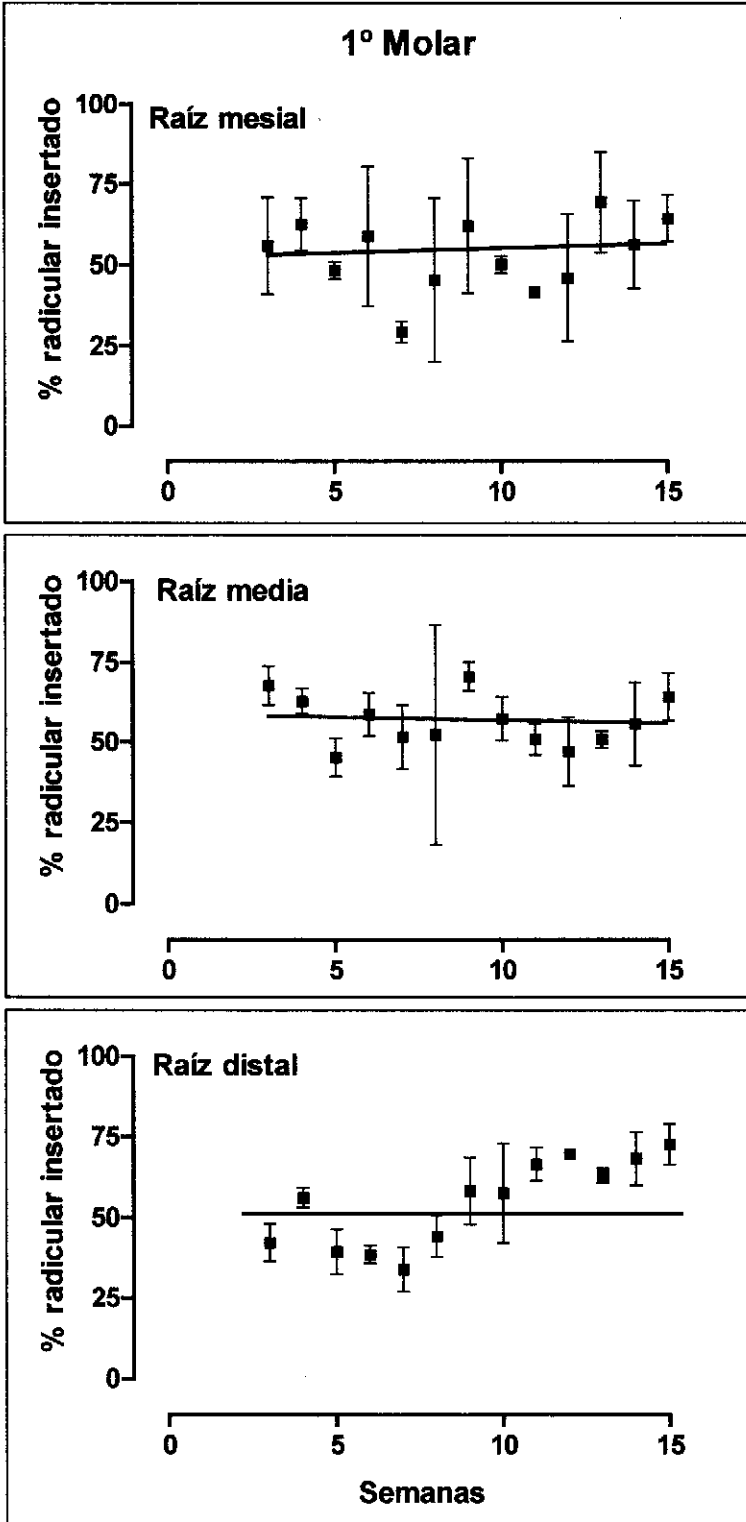 1º Molar
Raíz mesial
% radicular insertado
100
75
50
25
0
0 5 10 15
Raíz media
% radicular insertado
100
75
50
25
0
0 5 10 15
Raíz distal
% radicular insertado
100
75
50
25
0
0 5 10 15
Semanas